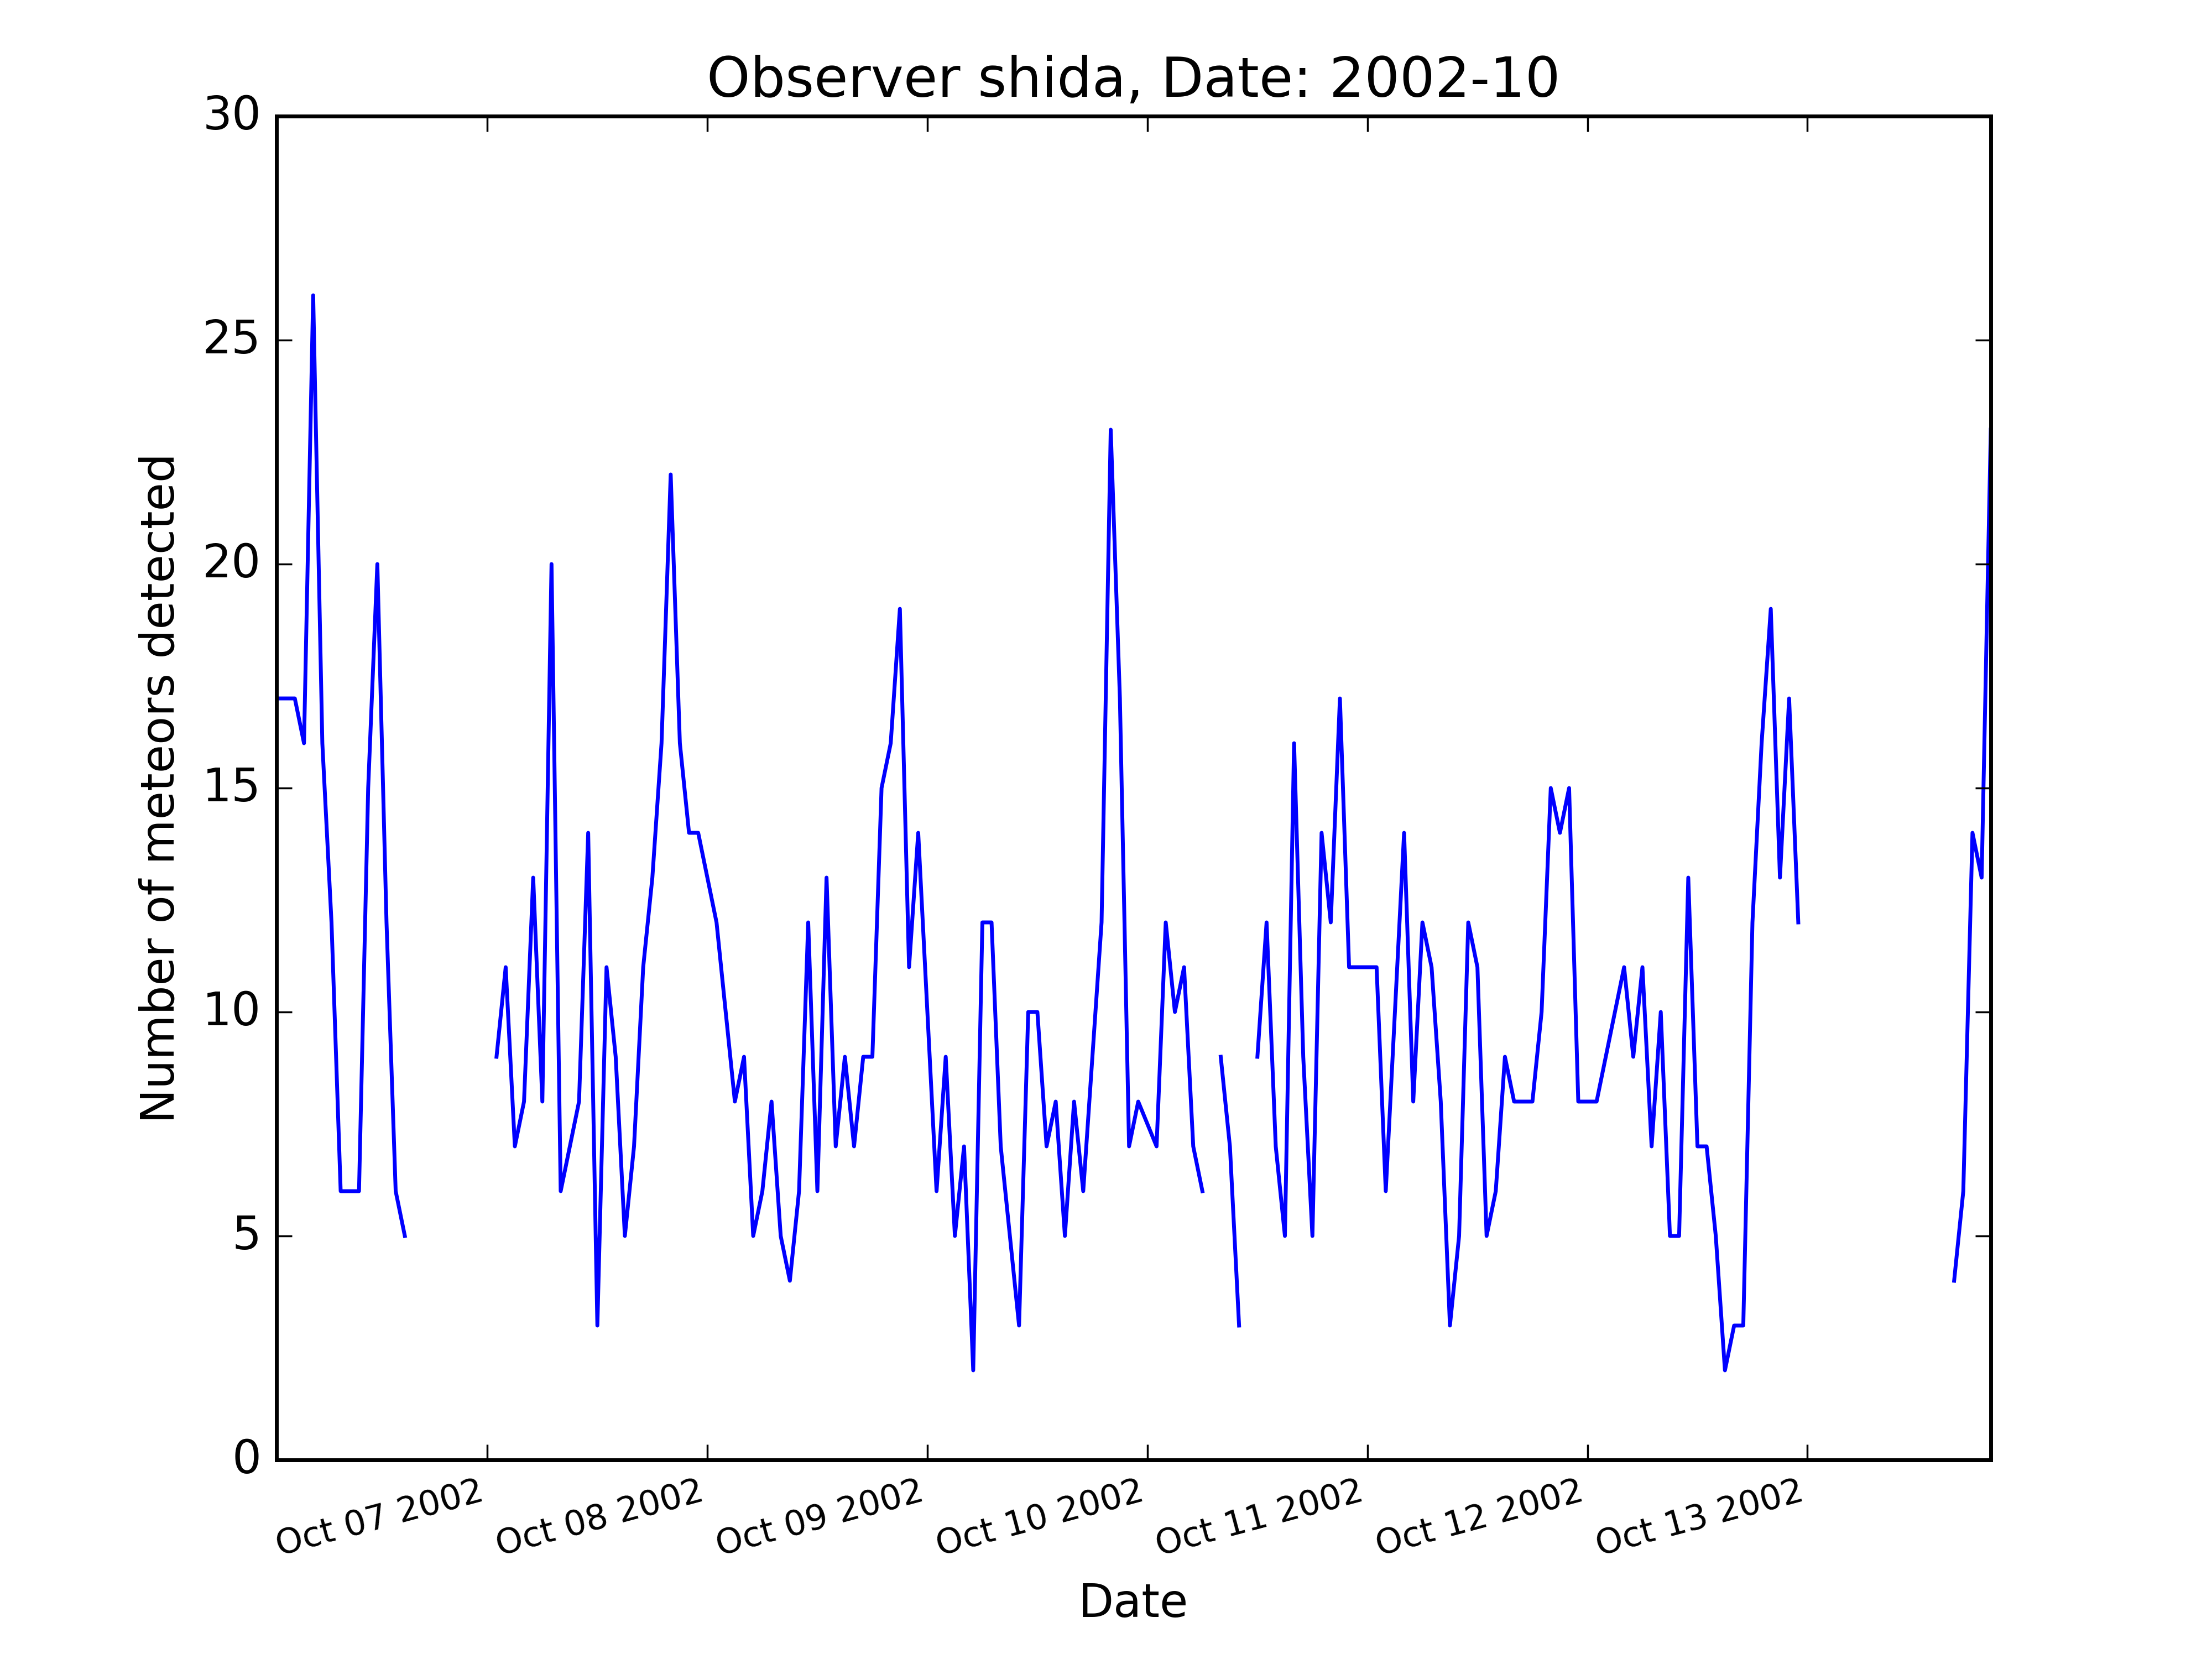 Observer shida, Date: 2002-10
30
25
20
15
10
5
0
Number of meteors detected
Oct 07 2002
Oct 08 2002
Oct 09 2002
Oct 10 2002
Oct 11 2002
Oct 12 2002
Oct 13 2002
Date